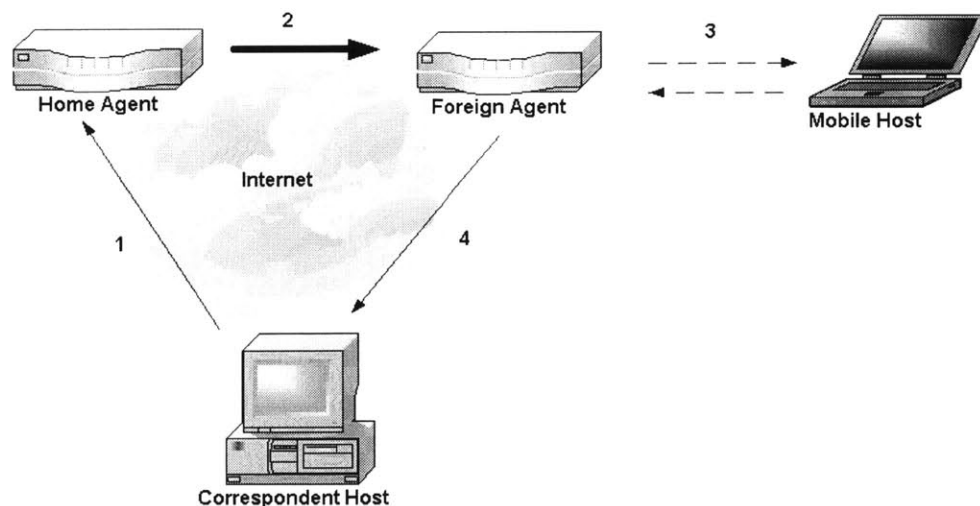 2
3
Home Agent
Foreign Agent
Mobile Host
Internet
1
4
Correspondent Host